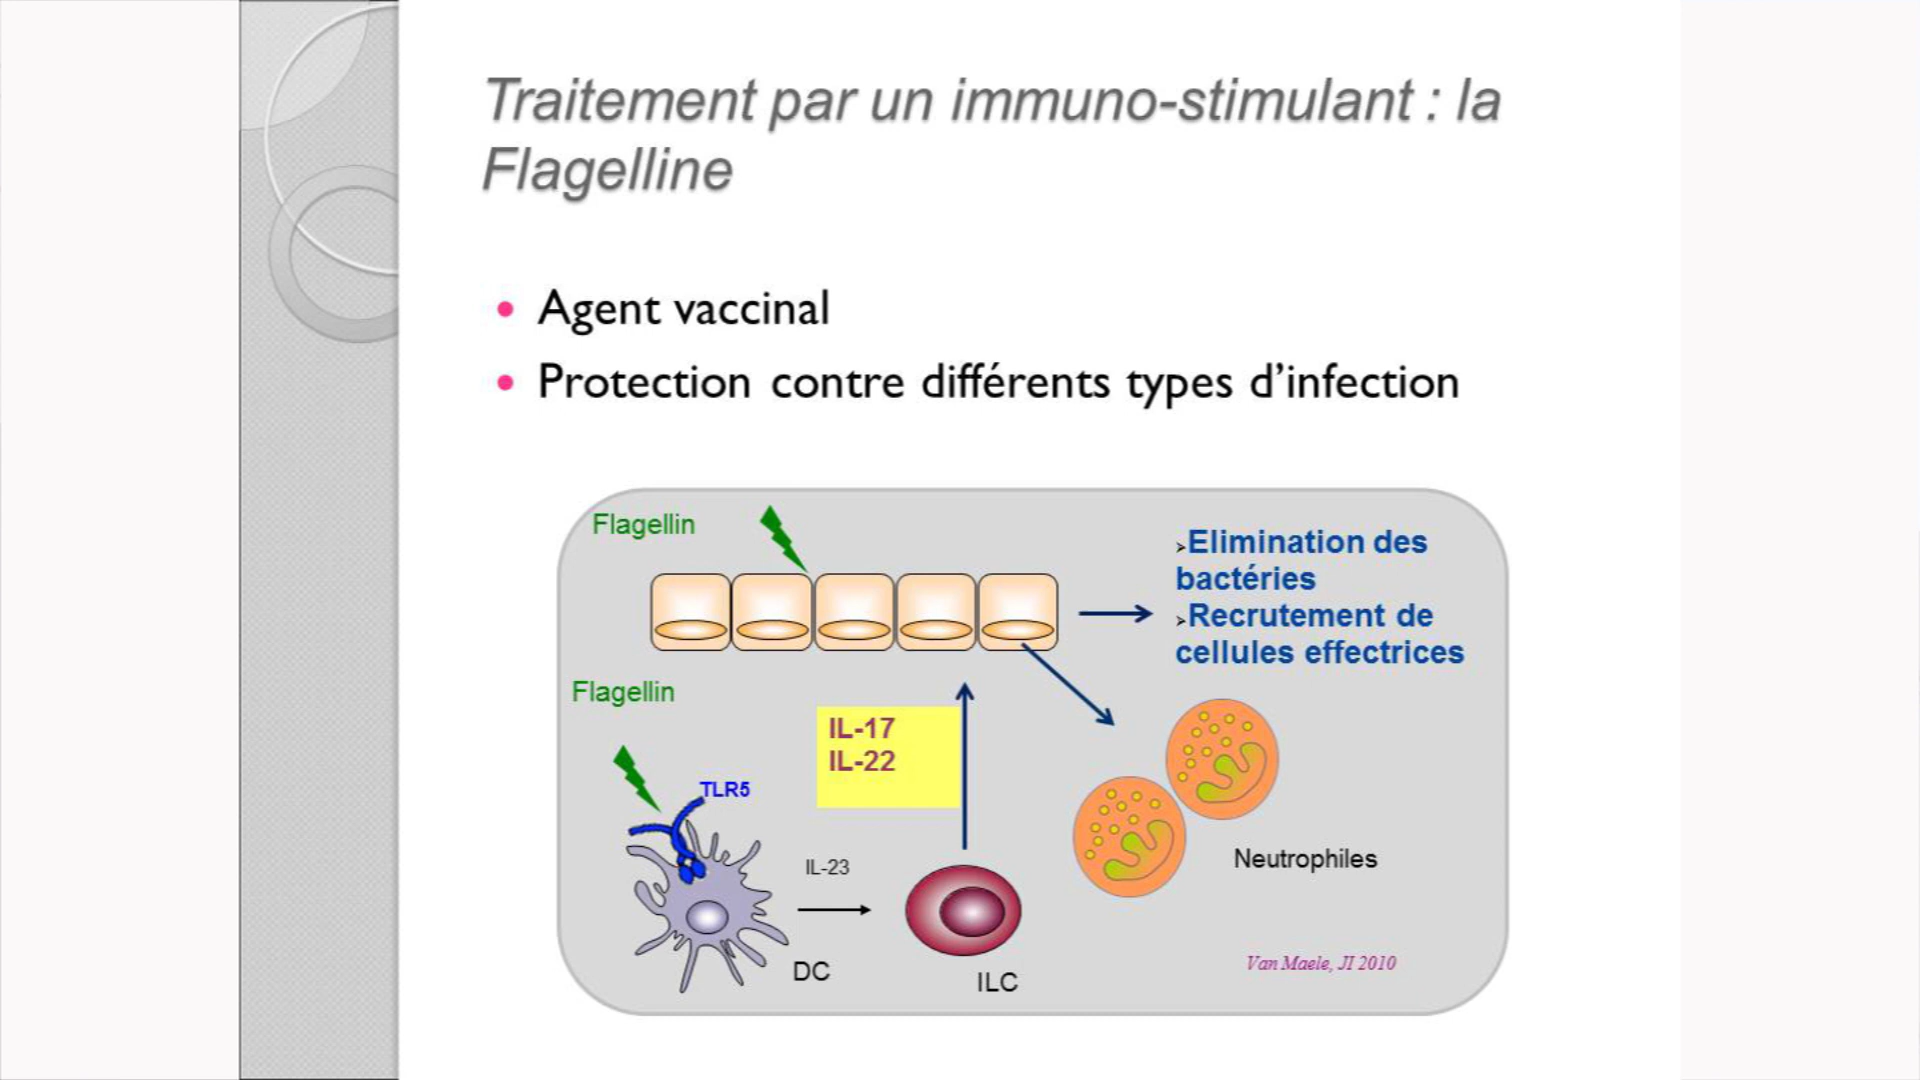 Traitement par un immuno-stimulant : la
Flagelline
• Agent vaccinal
• Protection contre différents types d’infection
Flagellin
➢Elimination des
bactéries
➢Recrutement de
cellules effectrices
Flagellin
IL-17
IL-22
TLR5
IL-23
Neutrophiles
DC
ILC
Van Maele, JI 2010